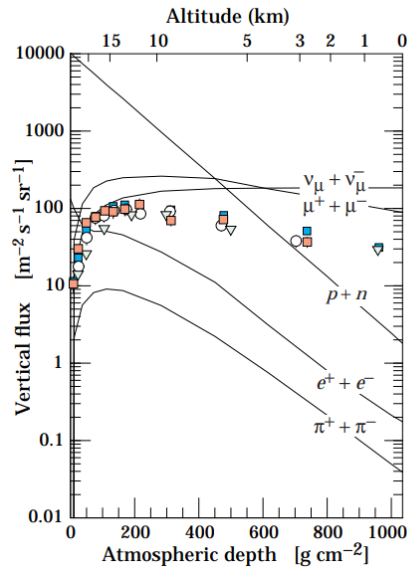 Altitude (km)
15 10 5 3 2 1 0
10000
1000
100
10
1
0.1
0.01
Vertical flux [m⁻² s⁻¹ sr⁻¹]
νμ + ν̄μ
μ⁺ + μ⁻
p + n
e⁺ + e⁻
π⁺ + π⁻
0 200 400 600 800 1000
Atmospheric depth [g cm⁻²]